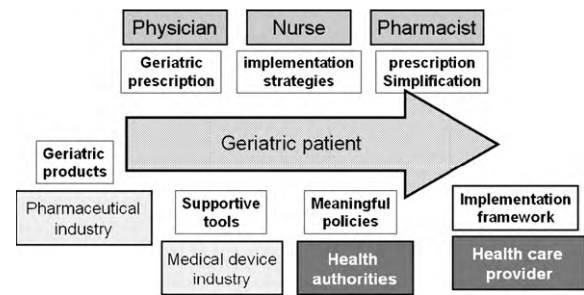 Physician
Nurse
Pharmacist
Geriatric
prescription
implementation
strategies
prescription
Simplification
Geriatric patient
Geriatric
products
Pharmaceutical
industry
Supportive
tools
Medical device
industry
Meaningful
policies
Health
authorities
Implementation
framework
Health care
provider